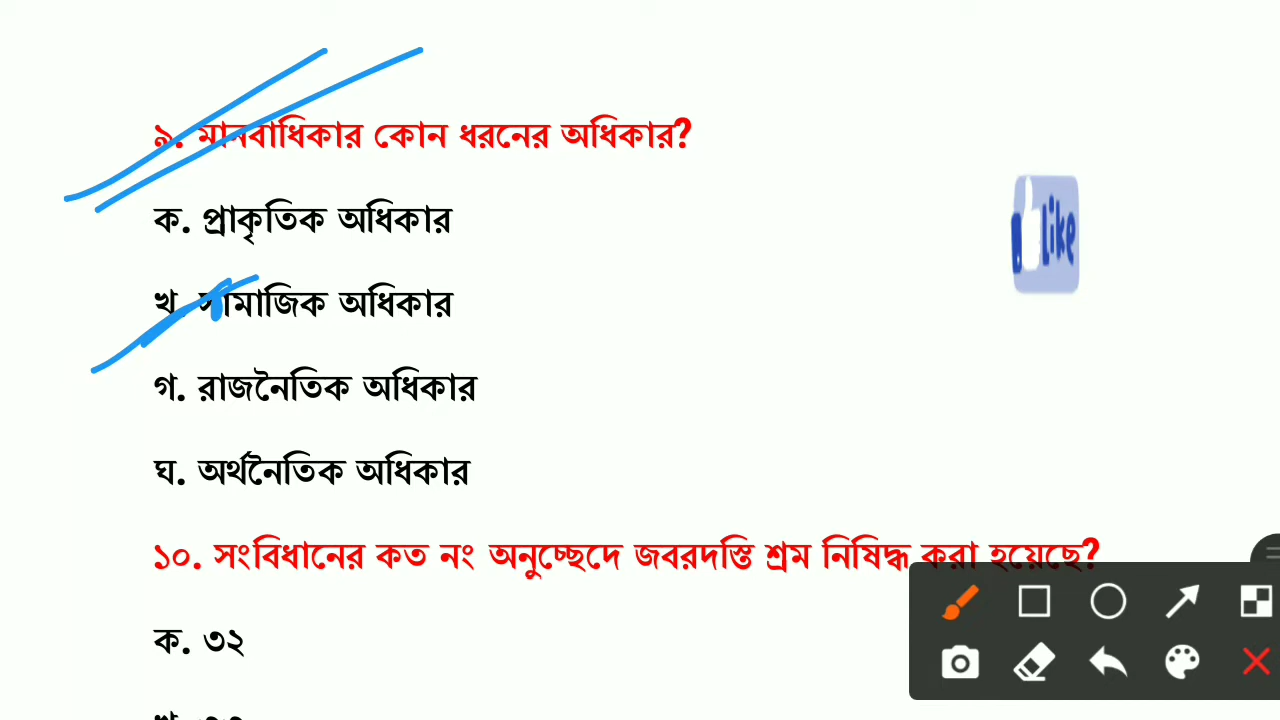 ৯. মানবাধিকার কোন ধরনের অধিকার?
ক. প্রাকৃতিক অধিকার
Like
খ. সামাজিক অধিকার
গ. রাজনৈতিক অধিকার
ঘ. অর্থনৈতিক অধিকার
১০. সংবিধানের কত নং অনুচ্ছেদে জবরদস্তি শ্রম নিষিদ্ধ করা হয়েছে?
ক. ৩২